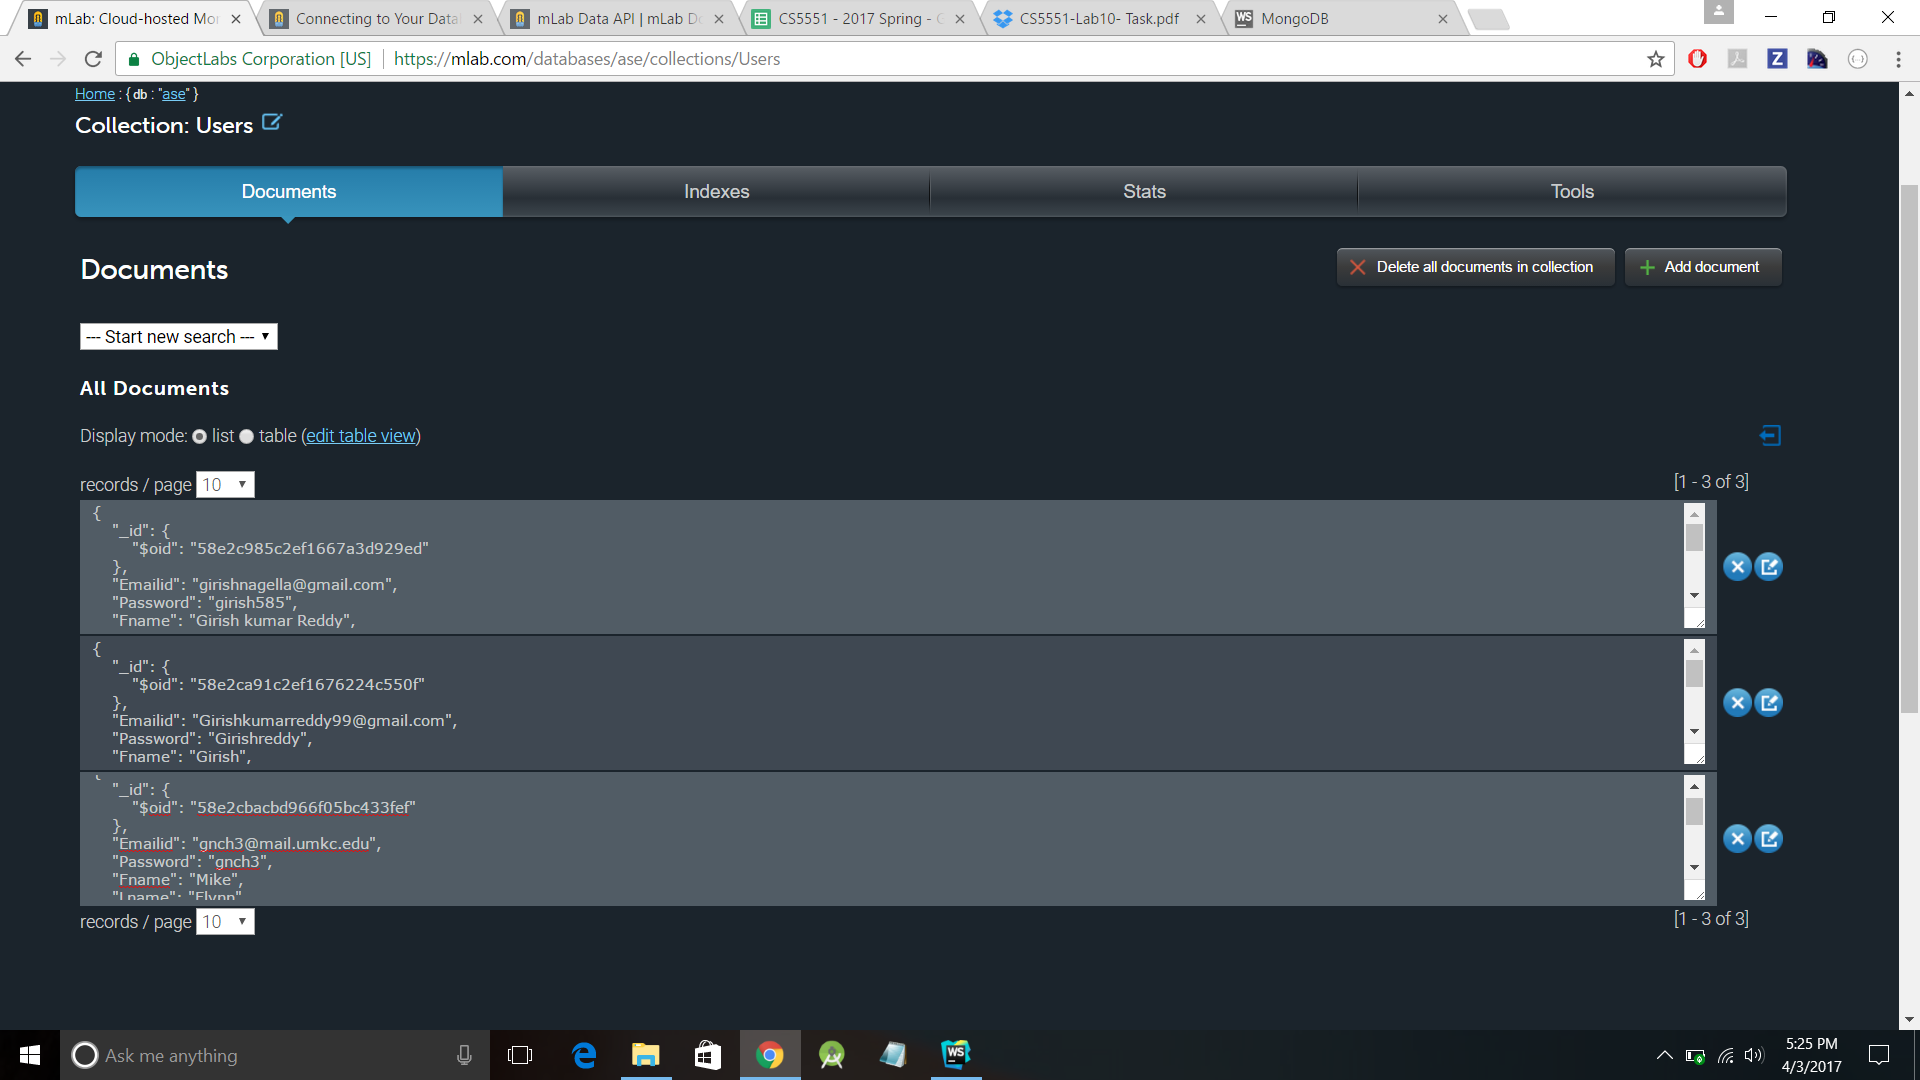 mLab: Cloud-hosted Mor
Connecting to Your Data
mLab Data API | mLab Do
CS5551 - 2017 Spring - C
CS5551-Lab10- Task.pdf
WS MongoDB
ObjectLabs Corporation [US] https://mlab.com/databases/ase/collections/Users
Home : { db : "ase" }
Collection: Users
Documents Indexes Stats Tools
Documents
Delete all documents in collection
Add document
--- Start new search ---
All Documents
Display mode: list table (edit table view)
records / page 10
[1 - 3 of 3]
{
"_id": {
"$oid": "58e2c985c2ef1667a3d929ed"
},
"Emailid": "girishnagella@gmail.com",
"Password": "girish585",
"Fname": "Girish kumar Reddy",
{
"_id": {
"$oid": "58e2ca91c2ef1676224c550f"
},
"Emailid": "Girishkumarreddy99@gmail.com",
"Password": "Girishreddy",
"Fname": "Girish",
{
"_id": {
"$oid": "58e2cbacbd966f05bc433fef"
},
"Emailid": "gnch3@mail.umkc.edu",
"Password": "gnch3",
"Fname": "Mike",
"Lname": "Flynn"
records / page 10
[1 - 3 of 3]
Ask me anything
WS
5:25 PM
4/3/2017